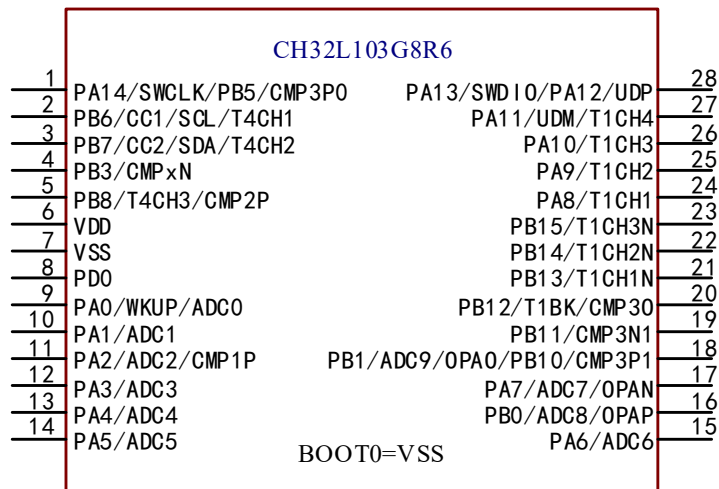 CH32L103G8R6
1 PA14/SWCLK/PB5/CMP3P0 PA13/SWDIO/PA12/UDP 28
2 PB6/CC1/SCL/T4CH1 PA11/UDM/T1CH4 27
3 PB7/CC2/SDA/T4CH2 PA10/T1CH3 26
4 PB3/CMPxN PA9/T1CH2 25
5 PB8/T4CH3/CMP2P PA8/T1CH1 24
6 VDD PB15/T1CH3N 23
7 VSS PB14/T1CH2N 22
8 PD0 PB13/T1CH1N 21
9 PA0/WKUP/ADC0 PB12/T1BK/CMP3O 20
10 PA1/ADC1 PB11/CMP3N1 19
11 PA2/ADC2/CMP1P PB1/ADC9/OPAO/PB10/CMP3P1 18
12 PA3/ADC3 PA7/ADC7/OPAN 17
13 PA4/ADC4 PB0/ADC8/OPAP 16
14 PA5/ADC5 PA6/ADC6 15
BOOT0=VSS